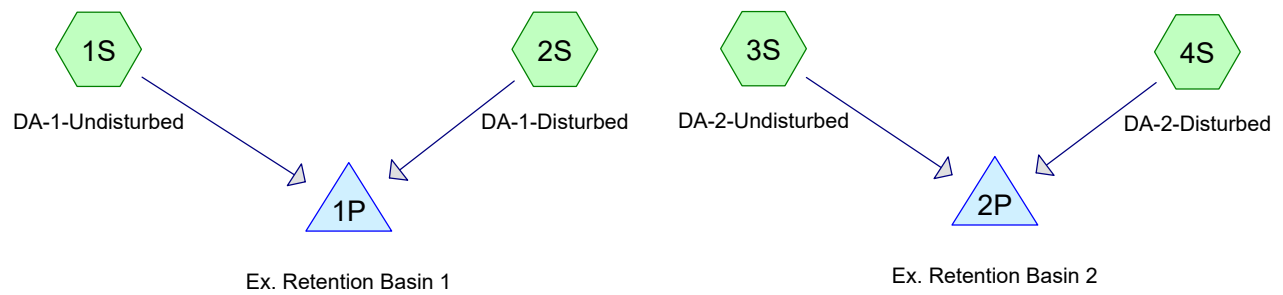 1S
DA-1-Undisturbed
2S
DA-1-Disturbed
1P
Ex. Retention Basin 1
3S
DA-2-Undisturbed
4S
DA-2-Disturbed
2P
Ex. Retention Basin 2